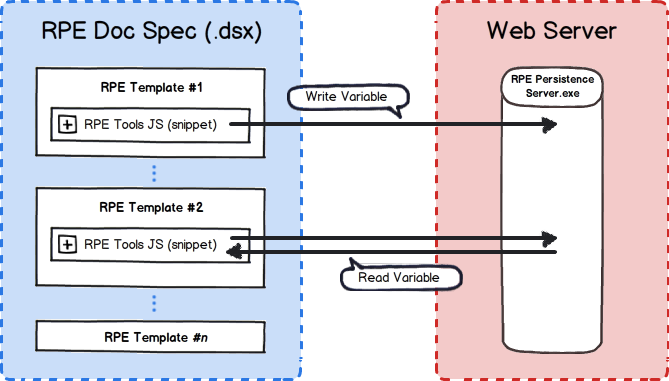 RPE Doc Spec (.dsx)
Web Server
RPE Template #1
RPE Tools JS (snippet)
Write Variable
RPE Persistence
Server.exe
RPE Template #2
RPE Tools JS (snippet)
Read Variable
RPE Template #n